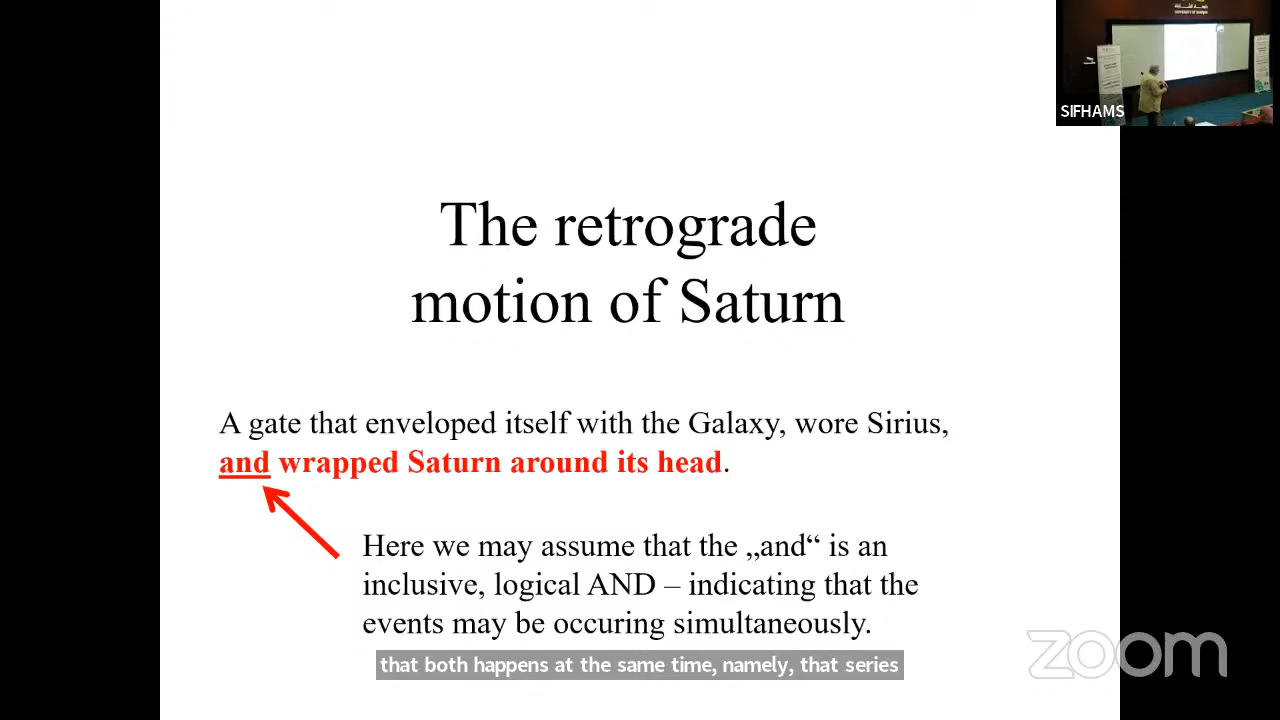 SIFHAMS
The retrograde
motion of Saturn
A gate that enveloped itself with the Galaxy, wore Sirius,
and wrapped Saturn around its head.
Here we may assume that the „and“ is an
inclusive, logical AND – indicating that the
events may be occuring simultaneously.
that both happens at the same time, namely, that series
zoom